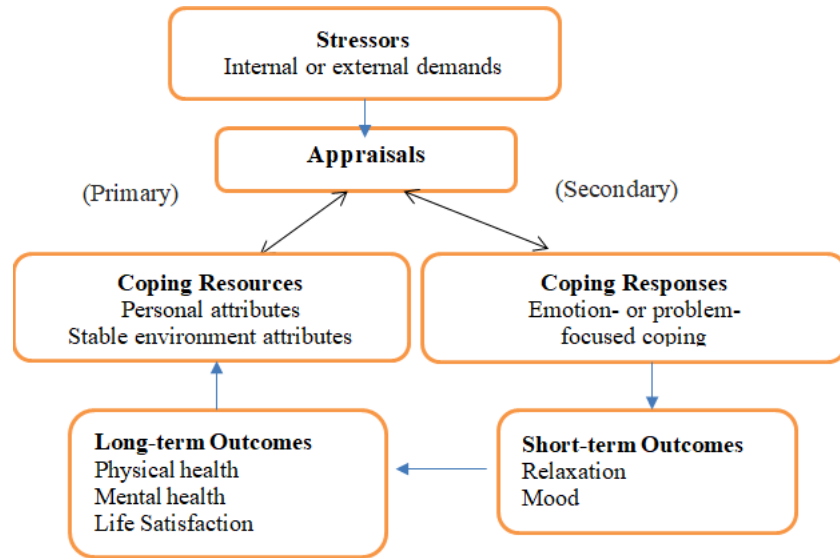 Stressors
Internal or external demands
Appraisals
(Primary)
(Secondary)
Coping Resources
Personal attributes
Stable environment attributes
Coping Responses
Emotion- or problem-
focused coping
Long-term Outcomes
Physical health
Mental health
Life Satisfaction
Short-term Outcomes
Relaxation
Mood